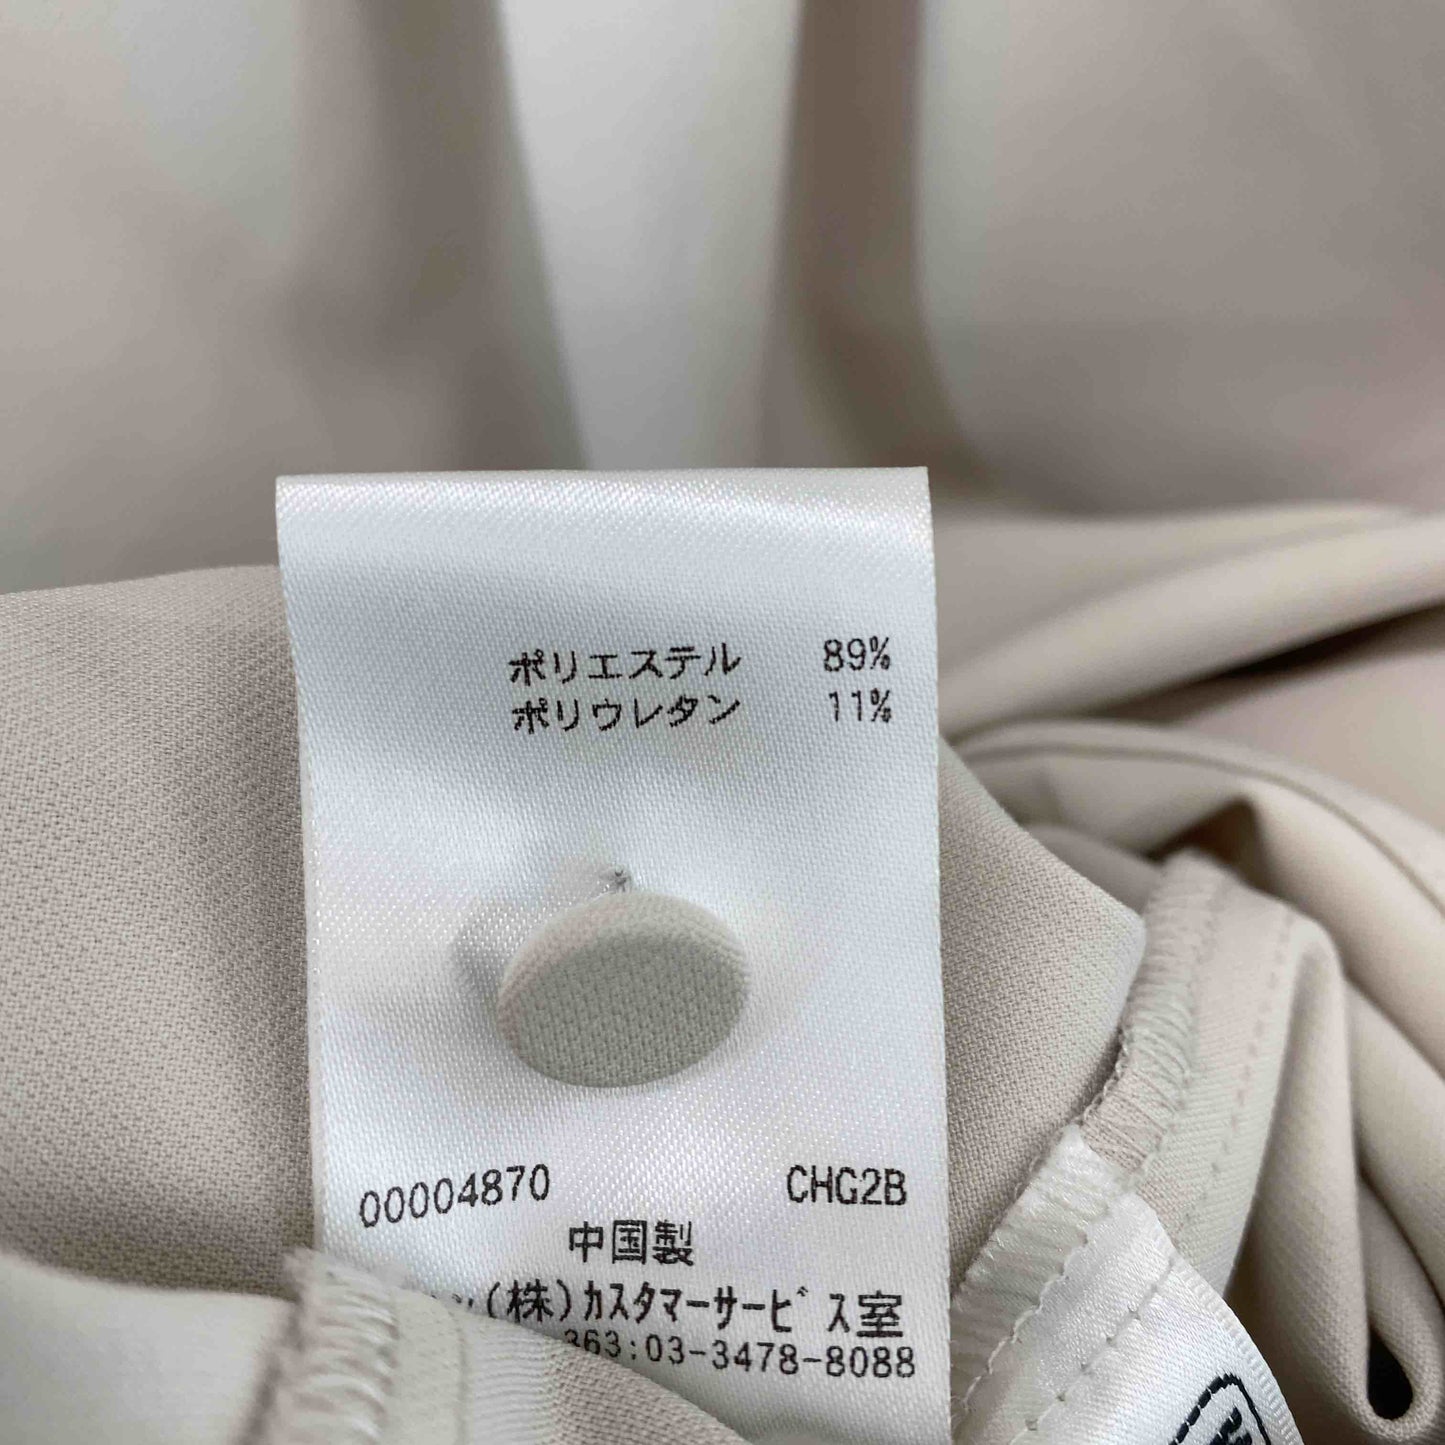 ポリエステル 89%
ポリウレタン 11%
00004870 CHG2B
中国製
(株)カスタマーサービス室
363:03-3478-8088